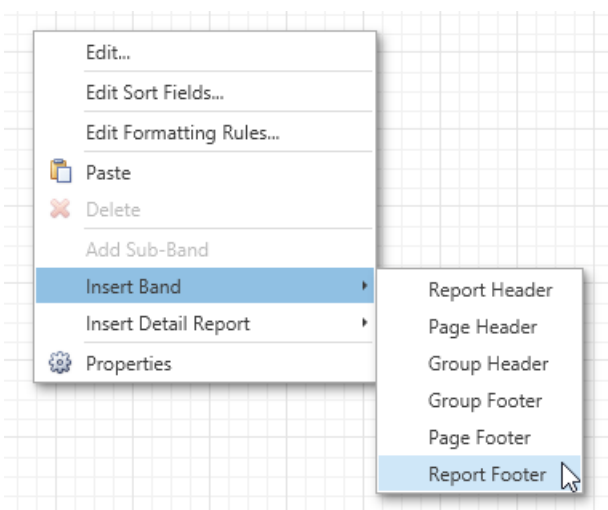 Edit...
Edit Sort Fields...
Edit Formatting Rules...
Paste
Delete
Add Sub-Band
Insert Band
Insert Detail Report
Properties
Report Header
Page Header
Group Header
Group Footer
Page Footer
Report Footer